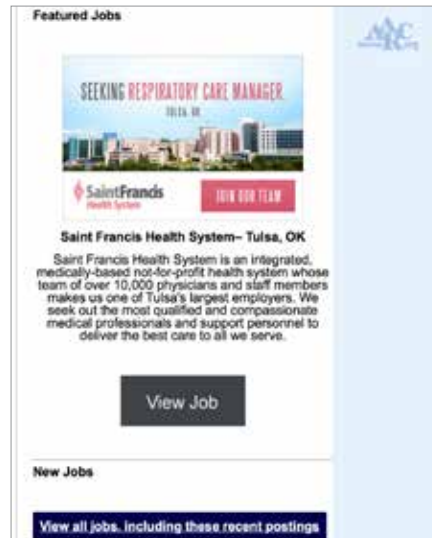 Featured Jobs
SEEKING RESPIRATORY CARE MANAGER
TULSA, OK
SaintFrancis
Health System
JOIN OUR TEAM
Saint Francis Health System– Tulsa, OK
Saint Francis Health System is an integrated,
medically-based not-for-profit health system whose
team of over 10,000 physicians and staff members
makes us one of Tulsa's largest employers. We
seek out the most qualified and compassionate
medical professionals and support personnel to
deliver the best care to all we serve.
View Job
New Jobs
View all jobs, including these recent postings